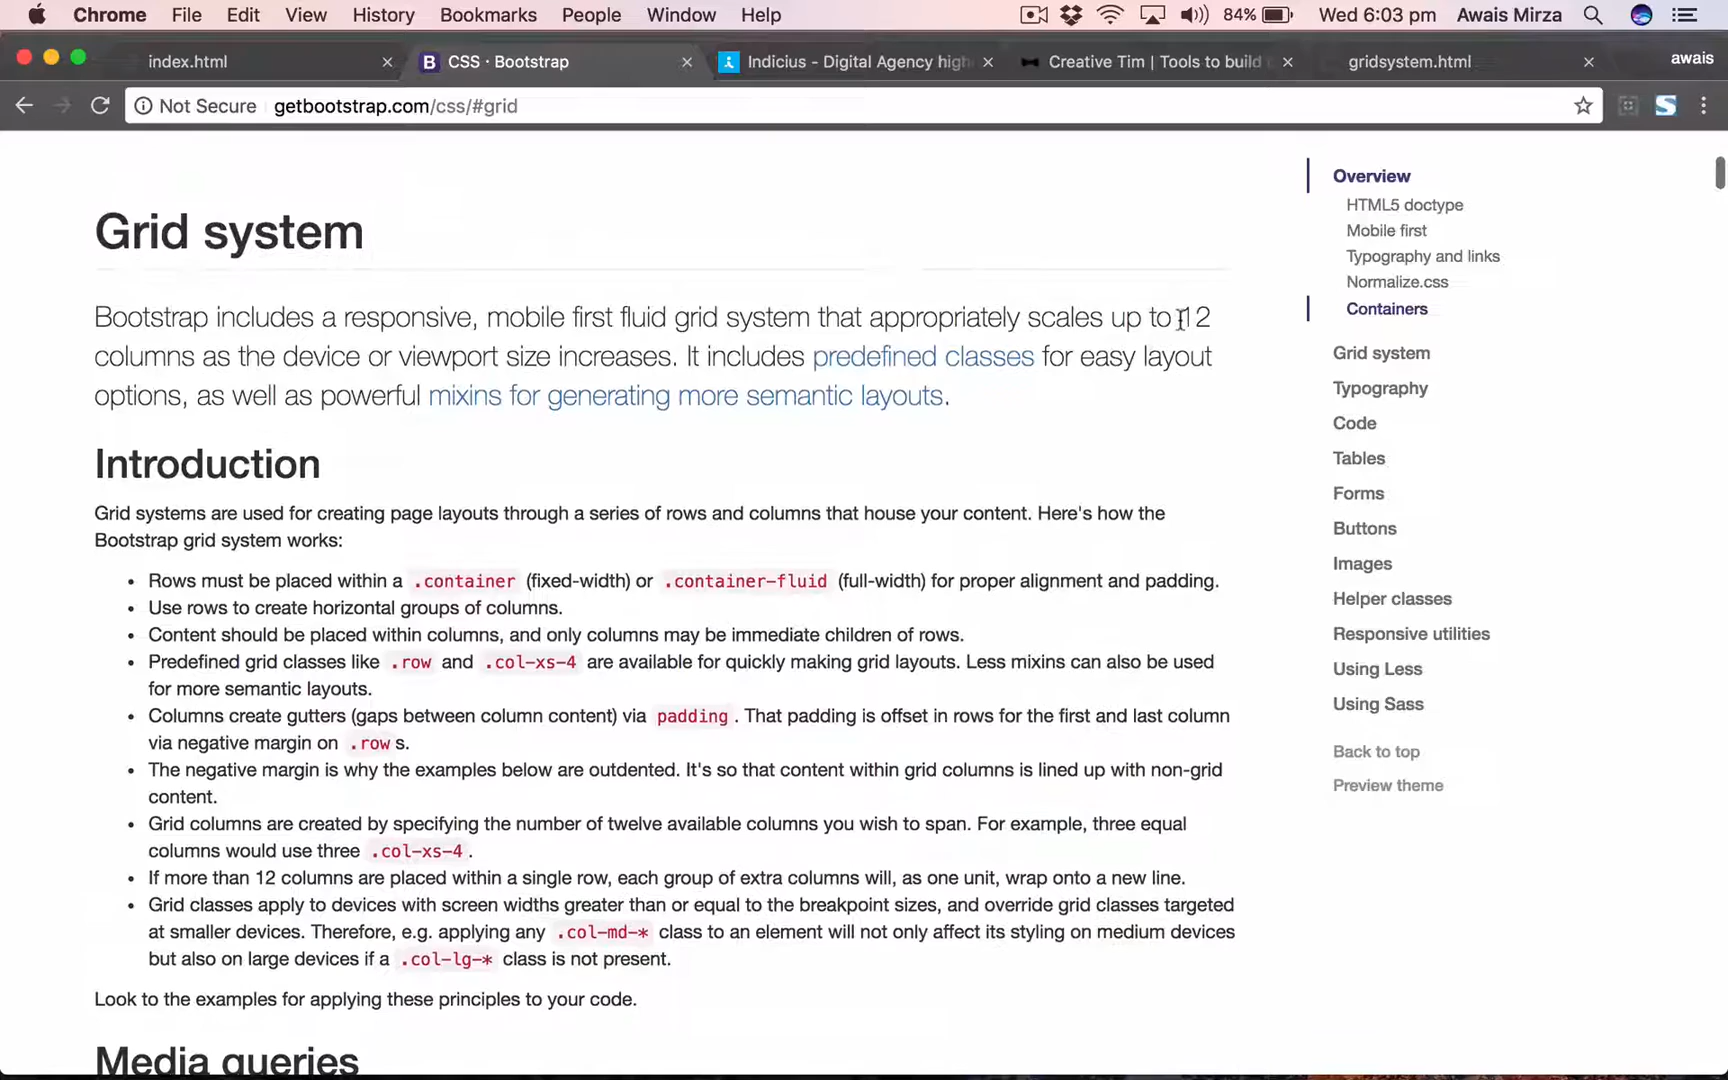 Chrome File Edit View History Bookmarks People Window Help 84% Wed 6:03 pm Awais Mirza
index.html CSS · Bootstrap Indicius - Digital Agency high Creative Tim | Tools to build gridsystem.html awais
Not Secure getbootstrap.com/css/#grid
Grid system
Bootstrap includes a responsive, mobile first fluid grid system that appropriately scales up to 12
columns as the device or viewport size increases. It includes predefined classes for easy layout
options, as well as powerful mixins for generating more semantic layouts.
Introduction
Grid systems are used for creating page layouts through a series of rows and columns that house your content. Here's how the
Bootstrap grid system works:
• Rows must be placed within a .container (fixed-width) or .container-fluid (full-width) for proper alignment and padding.
• Use rows to create horizontal groups of columns.
• Content should be placed within columns, and only columns may be immediate children of rows.
• Predefined grid classes like .row and .col-xs-4 are available for quickly making grid layouts. Less mixins can also be used
for more semantic layouts.
• Columns create gutters (gaps between column content) via padding. That padding is offset in rows for the first and last column
via negative margin on .rows.
• The negative margin is why the examples below are outdented. It's so that content within grid columns is lined up with non-grid
content.
• Grid columns are created by specifying the number of twelve available columns you wish to span. For example, three equal
columns would use three .col-xs-4.
• If more than 12 columns are placed within a single row, each group of extra columns will, as one unit, wrap onto a new line.
• Grid classes apply to devices with screen widths greater than or equal to the breakpoint sizes, and override grid classes targeted
at smaller devices. Therefore, e.g. applying any .col-md-* class to an element will not only affect its styling on medium devices
but also on large devices if a .col-lg-* class is not present.
Look to the examples for applying these principles to your code.
Media queries
Overview
HTML5 doctype
Mobile first
Typography and links
Normalize.css
Containers
Grid system
Typography
Code
Tables
Forms
Buttons
Images
Helper classes
Responsive utilities
Using Less
Using Sass
Back to top
Preview theme